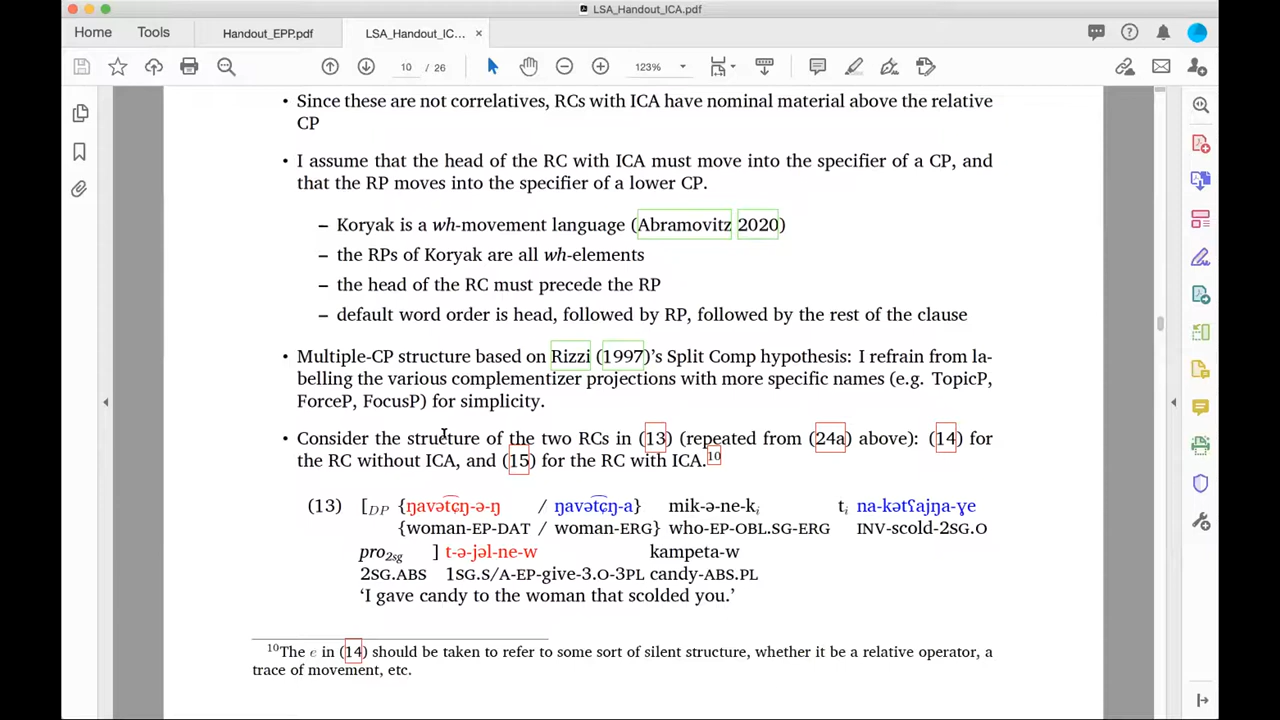 LSA_Handout_ICA.pdf
Home Tools Handout_EPP.pdf LSA_Handout_IC... ×
10 / 26 123%
• Since these are not correlatives, RCs with ICA have nominal material above the relative
CP
• I assume that the head of the RC with ICA must move into the specifier of a CP, and
that the RP moves into the specifier of a lower CP.
– Koryak is a wh-movement language (Abramovitz 2020)
– the RPs of Koryak are all wh-elements
– the head of the RC must precede the RP
– default word order is head, followed by RP, followed by the rest of the clause
• Multiple-CP structure based on Rizzi (1997)'s Split Comp hypothesis: I refrain from la-
belling the various complementizer projections with more specific names (e.g. TopicP,
ForceP, FocusP) for simplicity.
• Consider the structure of the two RCs in (13) (repeated from (24a) above): (14) for
the RC without ICA, and (15) for the RC with ICA.10
(13) [DP {ŋavət͡ɕŋ-ə-ŋ / ŋavət͡ɕŋ-a} mik-ə-ne-ki ti na-kətʕajŋa-ɣe
{woman-EP-DAT / woman-ERG} who-EP-OBL.SG-ERG INV-scold-2SG.O
pro2sg ] t-ə-jəl-ne-w kampeta-w
2SG.ABS 1SG.S/A-EP-give-3.O-3PL candy-ABS.PL
'I gave candy to the woman that scolded you.'
10The e in (14) should be taken to refer to some sort of silent structure, whether it be a relative operator, a
trace of movement, etc.